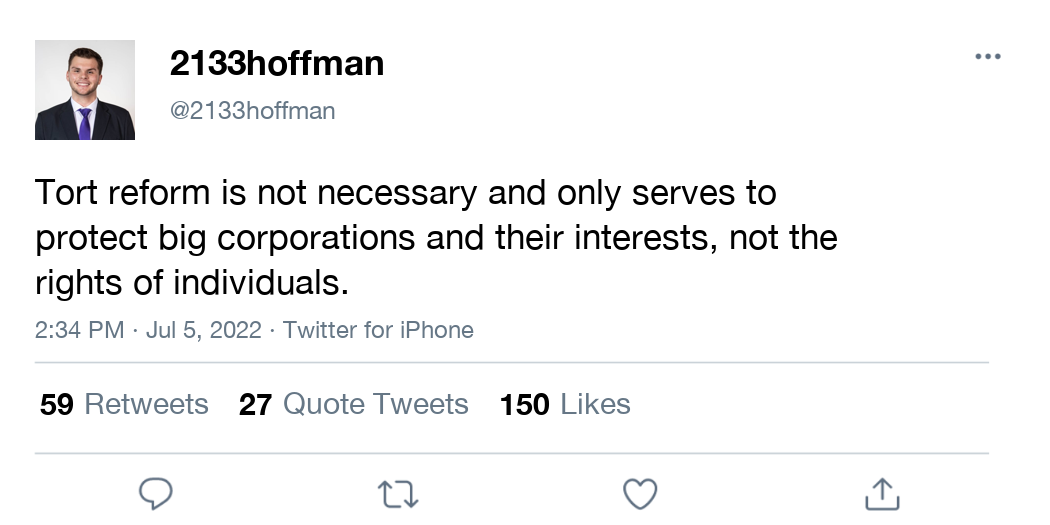 2133hoffman
@2133hoffman
Tort reform is not necessary and only serves to
protect big corporations and their interests, not the
rights of individuals.
2:34 PM · Jul 5, 2022 · Twitter for iPhone
59 Retweets 27 Quote Tweets 150 Likes